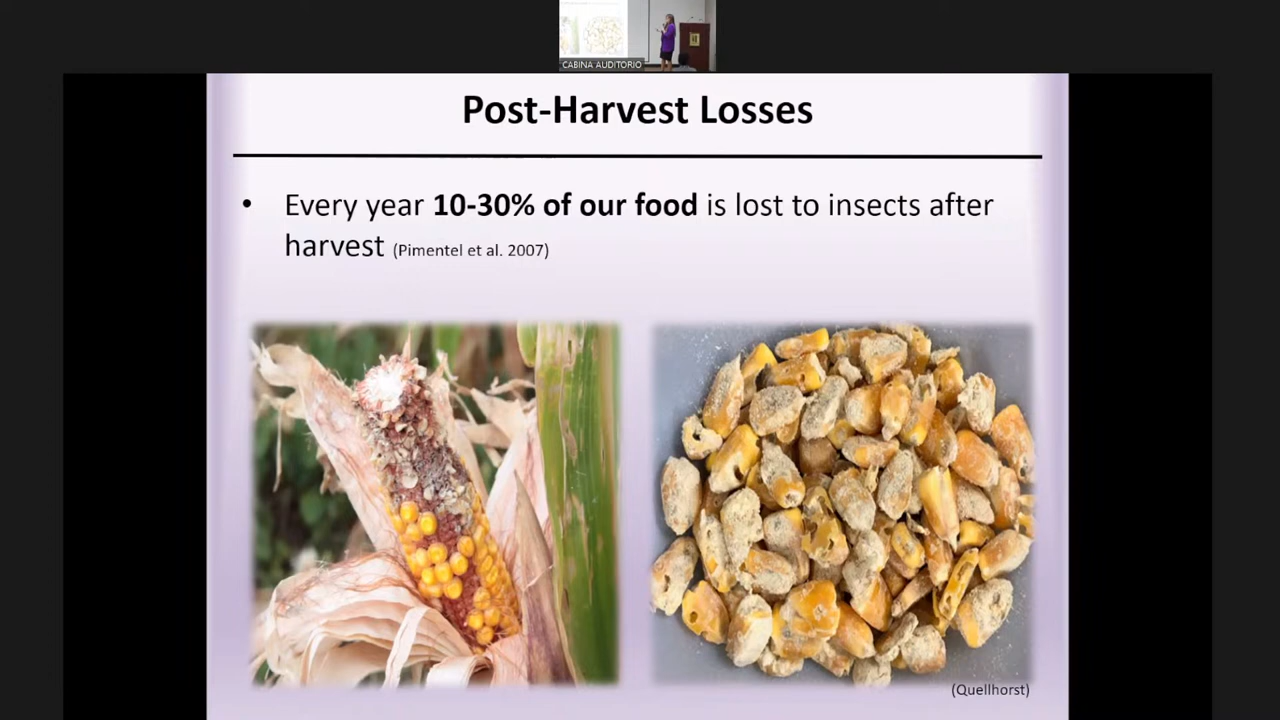 CABINA AUDITORIO
Post-Harvest Losses
• Every year 10-30% of our food is lost to insects after
harvest (Pimentel et al. 2007)
(Quellhorst)